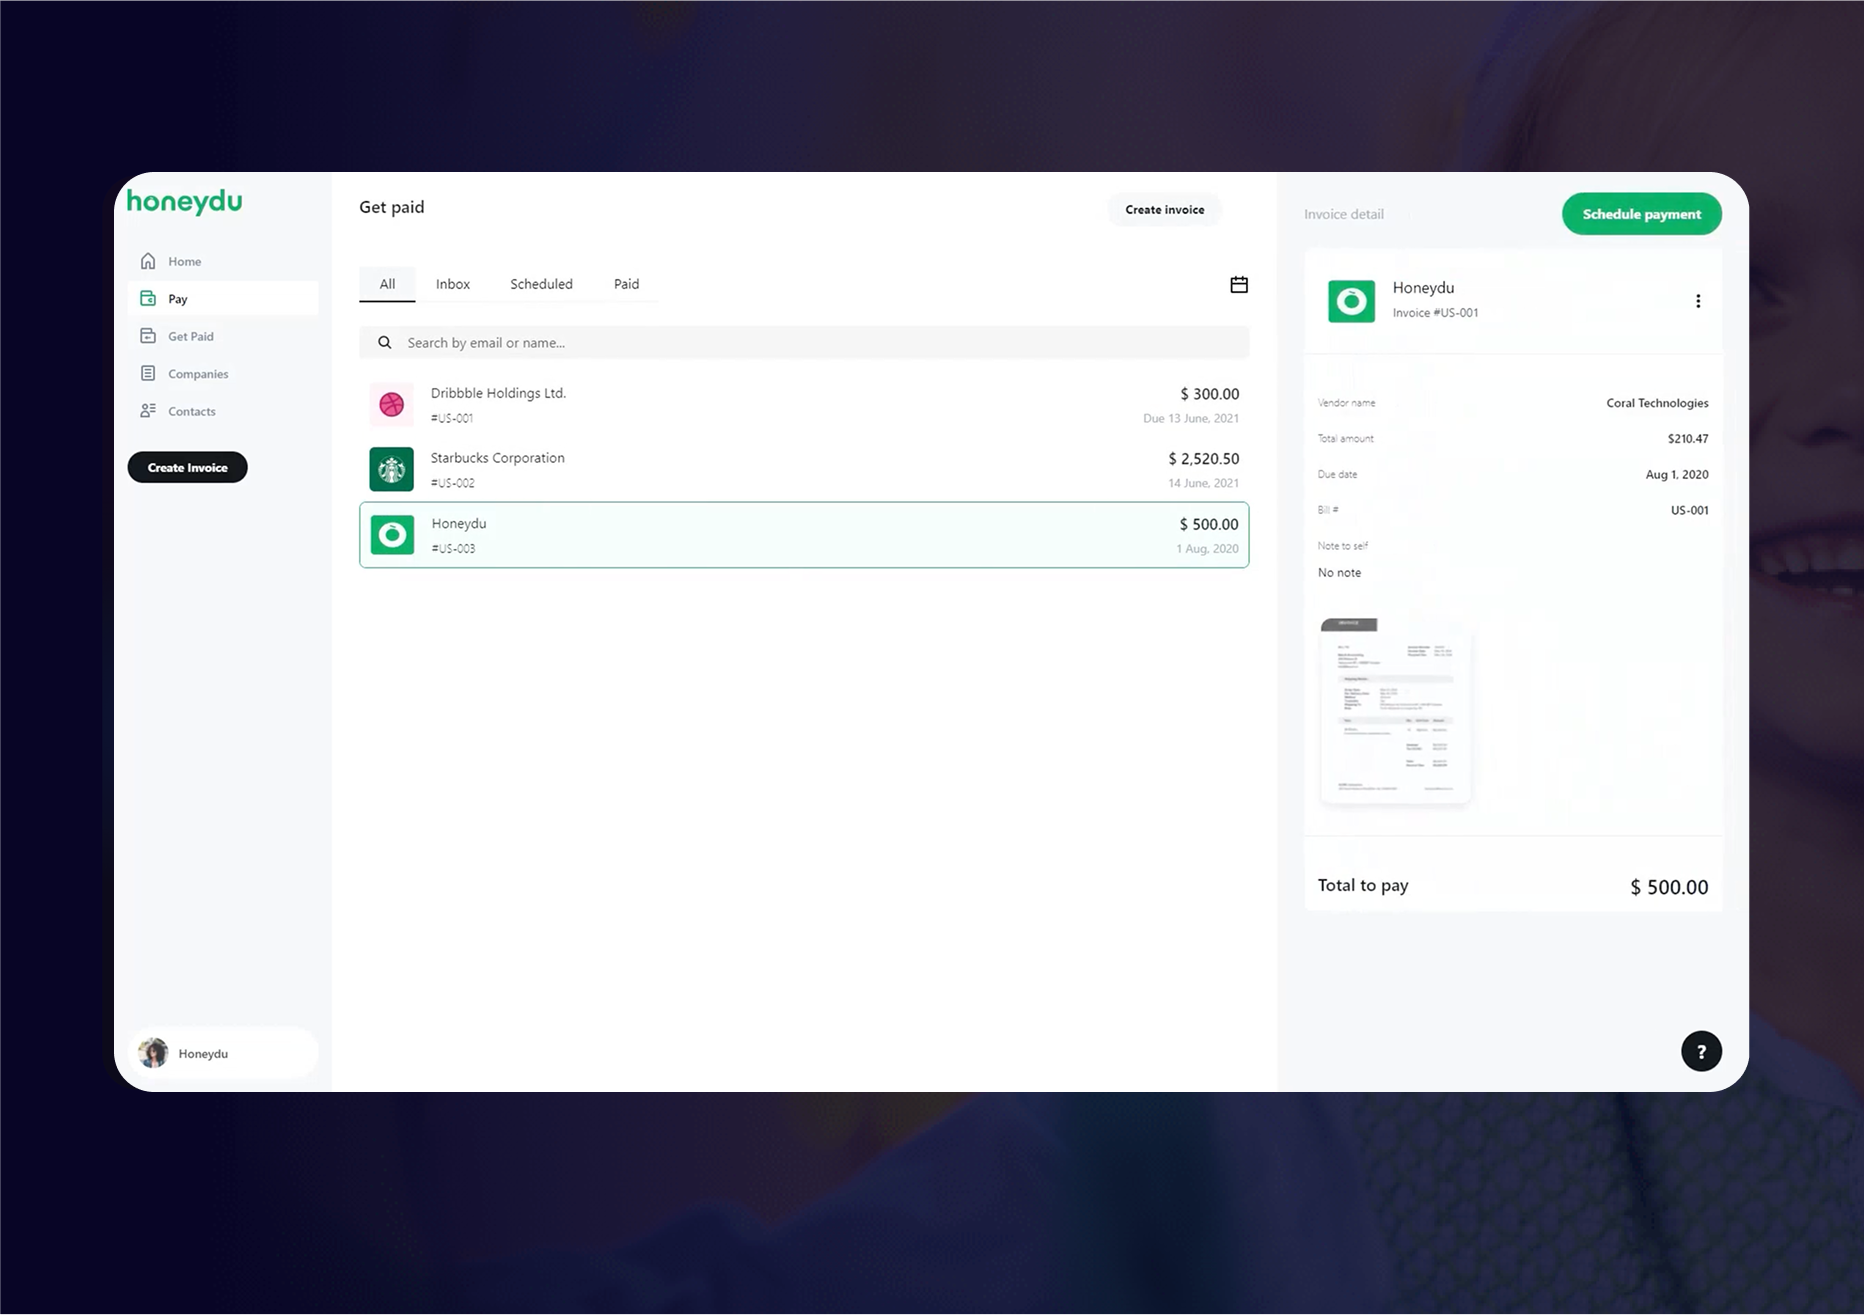 honeydu
Home
Pay
Get Paid
Companies
Contacts
Create Invoice
Honeydu
Get paid
Create invoice
All
Inbox
Scheduled
Paid
Search by email or name...
Dribbble Holdings Ltd.
$ 300.00
#US-001
Due 13 June, 2021
Starbucks Corporation
$ 2,520.50
#US-002
14 June, 2021
Honeydu
$ 500.00
#US-003
1 Aug, 2020
Invoice detail
Schedule payment
Honeydu
Invoice #US-001
Vendor name
Coral Technologies
Total amount
$210.47
Due date
Aug 1, 2020
Bill #
US-001
Note to self
No note
Total to pay
$ 500.00
?